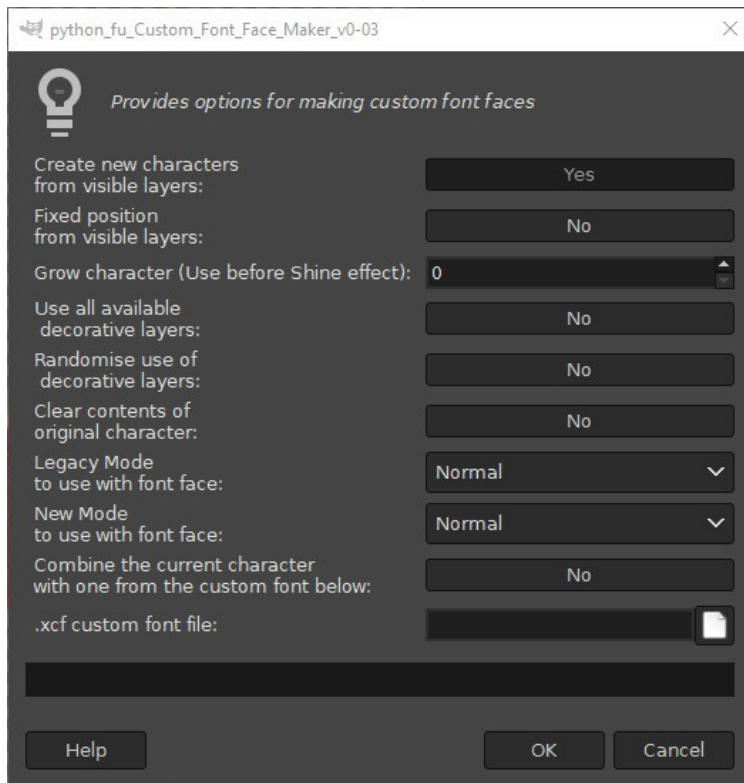 python_fu_Custom_Font_Face_Maker_v0-03
Provides options for making custom font faces
Create new characters
from visible layers:
Yes
Fixed position
from visible layers:
No
Grow character (Use before Shine effect):
0
Use all available
decorative layers:
No
Randomise use of
decorative layers:
No
Clear contents of
original character:
No
Legacy Mode
to use with font face:
Normal
New Mode
to use with font face:
Normal
Combine the current character
with one from the custom font below:
No
.xcf custom font file:
Help
OK
Cancel